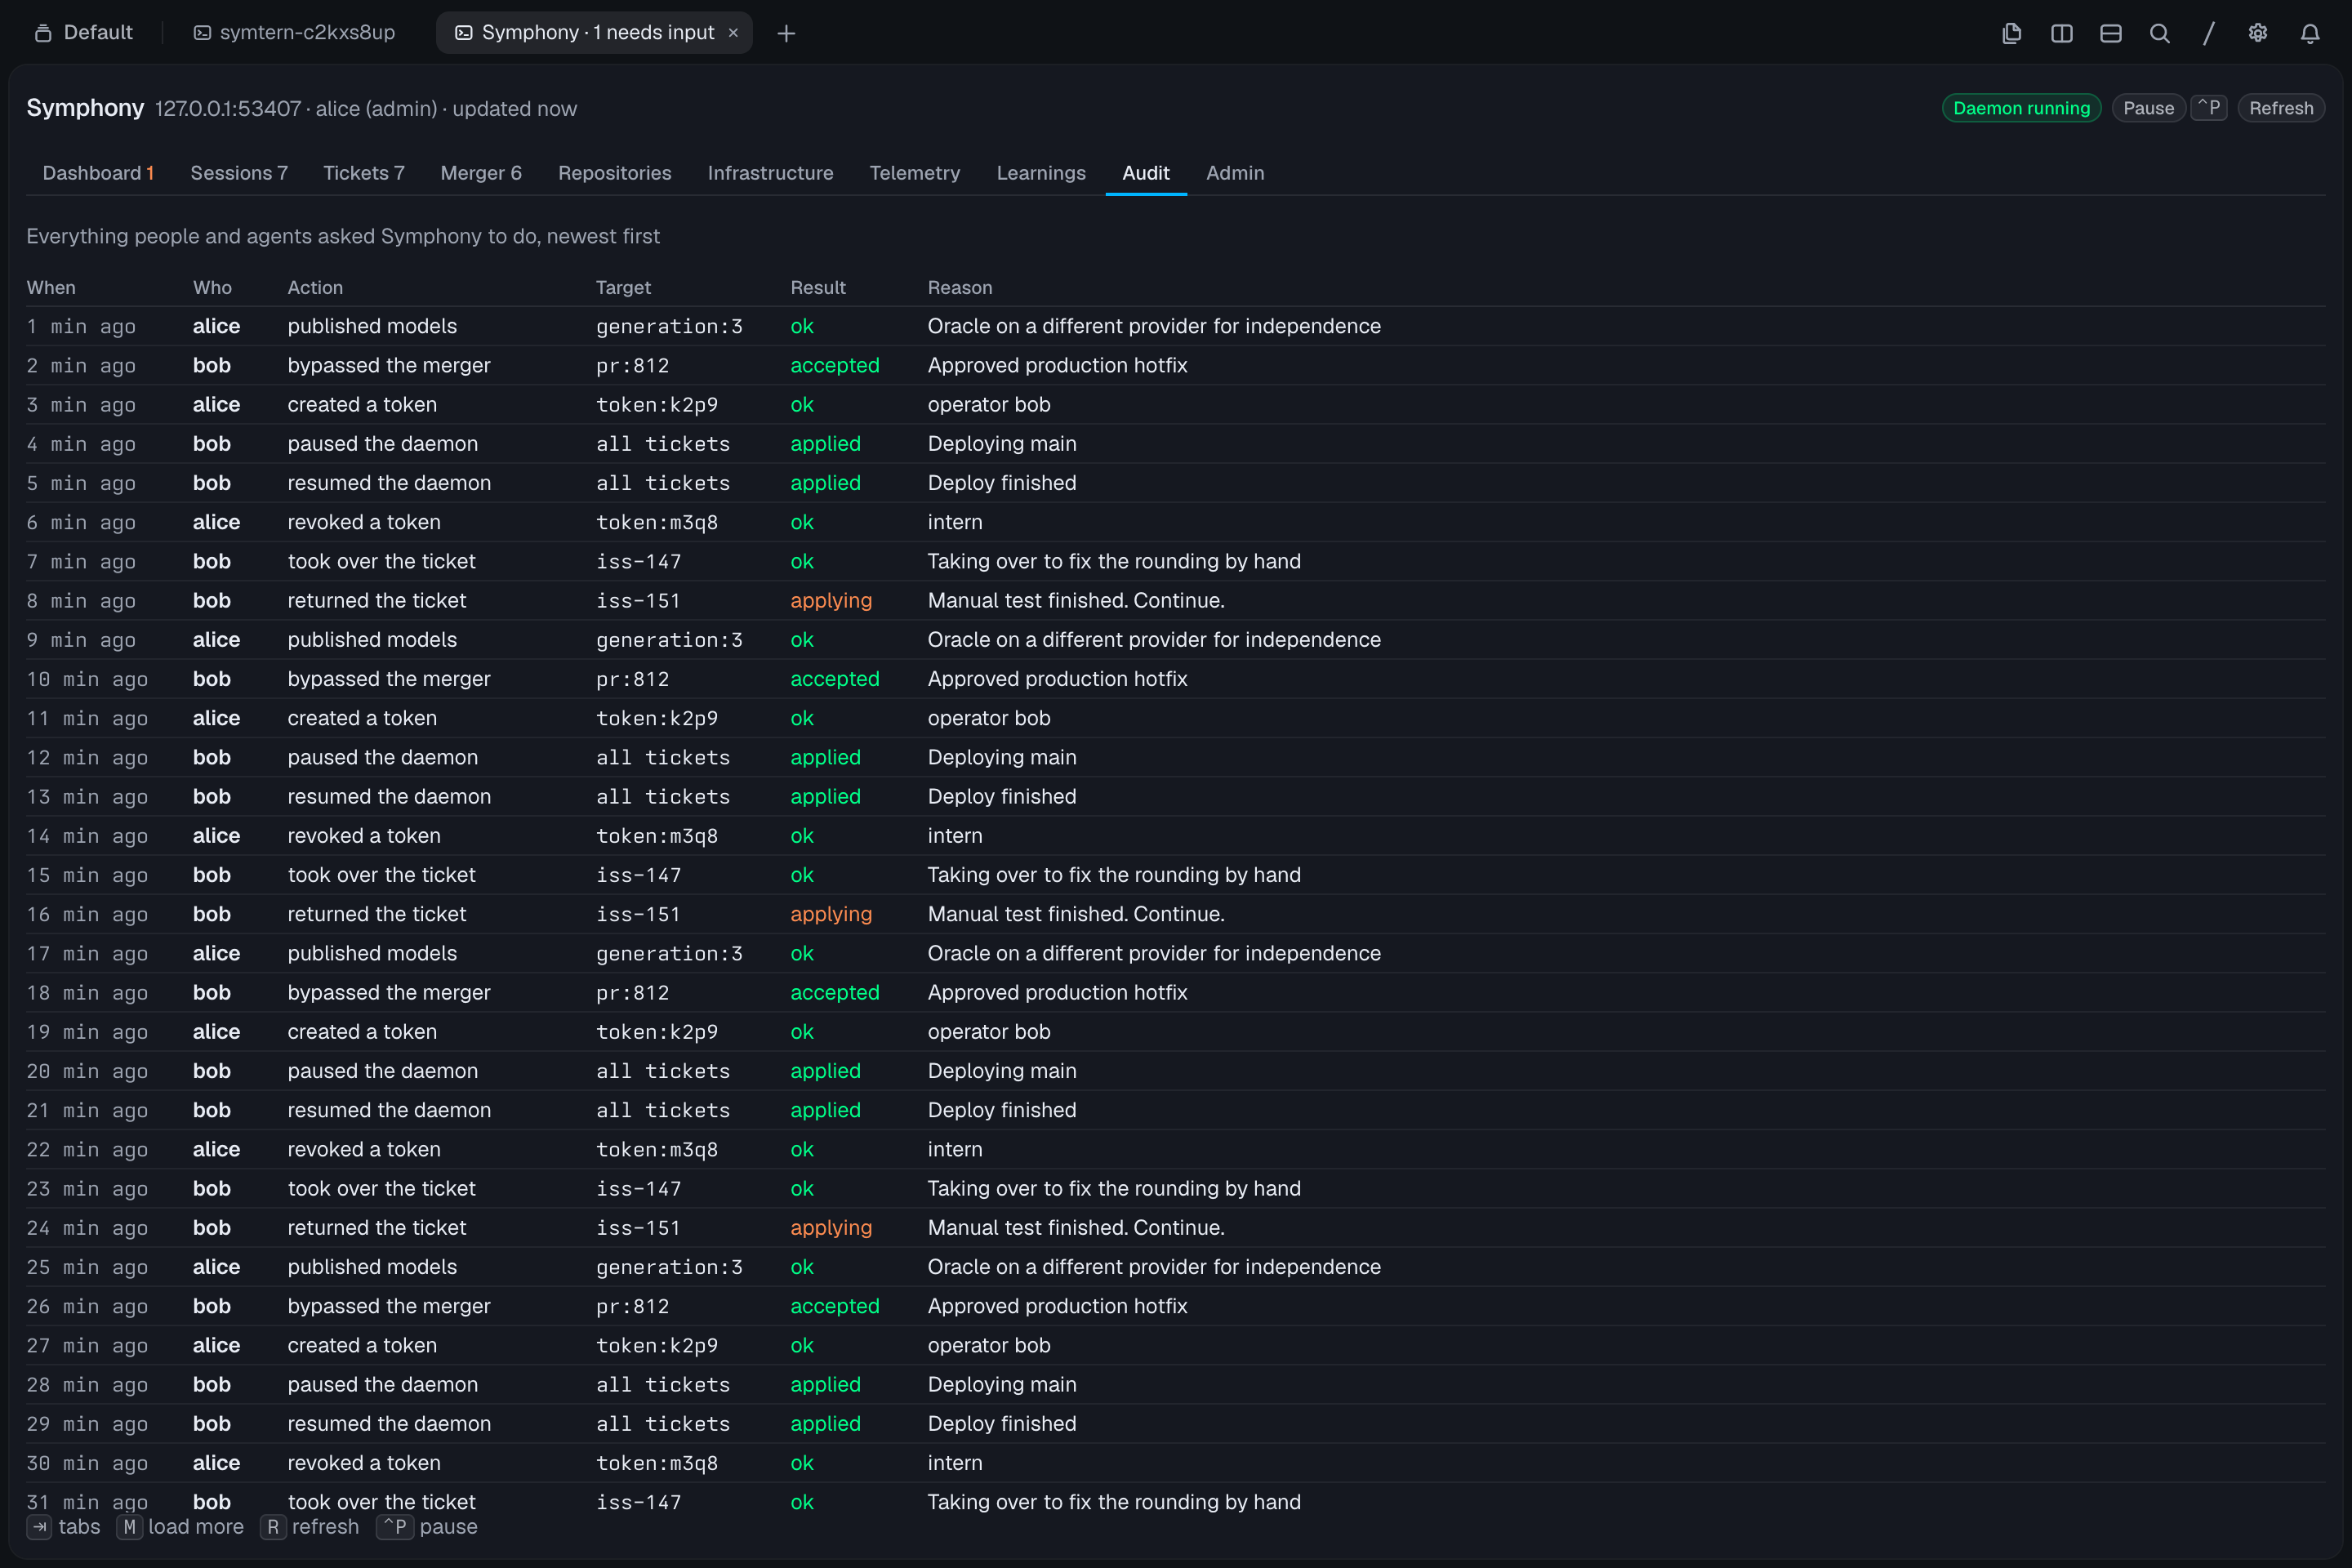 Default symtern-c2kxs8up Symphony · 1 needs input × +
Symphony 127.0.0.1:53407 · alice (admin) · updated now Daemon running Pause ^P Refresh
Dashboard 1 Sessions 7 Tickets 7 Merger 6 Repositories Infrastructure Telemetry Learnings Audit Admin
Everything people and agents asked Symphony to do, newest first
When Who Action Target Result Reason
1 min ago alice published models generation:3 ok Oracle on a different provider for independence
2 min ago bob bypassed the merger pr:812 accepted Approved production hotfix
3 min ago alice created a token token:k2p9 ok operator bob
4 min ago bob paused the daemon all tickets applied Deploying main
5 min ago bob resumed the daemon all tickets applied Deploy finished
6 min ago alice revoked a token token:m3q8 ok intern
7 min ago bob took over the ticket iss-147 ok Taking over to fix the rounding by hand
8 min ago bob returned the ticket iss-151 applying Manual test finished. Continue.
9 min ago alice published models generation:3 ok Oracle on a different provider for independence
10 min ago bob bypassed the merger pr:812 accepted Approved production hotfix
11 min ago alice created a token token:k2p9 ok operator bob
12 min ago bob paused the daemon all tickets applied Deploying main
13 min ago bob resumed the daemon all tickets applied Deploy finished
14 min ago alice revoked a token token:m3q8 ok intern
15 min ago bob took over the ticket iss-147 ok Taking over to fix the rounding by hand
16 min ago bob returned the ticket iss-151 applying Manual test finished. Continue.
17 min ago alice published models generation:3 ok Oracle on a different provider for independence
18 min ago bob bypassed the merger pr:812 accepted Approved production hotfix
19 min ago alice created a token token:k2p9 ok operator bob
20 min ago bob paused the daemon all tickets applied Deploying main
21 min ago bob resumed the daemon all tickets applied Deploy finished
22 min ago alice revoked a token token:m3q8 ok intern
23 min ago bob took over the ticket iss-147 ok Taking over to fix the rounding by hand
24 min ago bob returned the ticket iss-151 applying Manual test finished. Continue.
25 min ago alice published models generation:3 ok Oracle on a different provider for independence
26 min ago bob bypassed the merger pr:812 accepted Approved production hotfix
27 min ago alice created a token token:k2p9 ok operator bob
28 min ago bob paused the daemon all tickets applied Deploying main
29 min ago bob resumed the daemon all tickets applied Deploy finished
30 min ago alice revoked a token token:m3q8 ok intern
31 min ago bob took over the ticket iss-147 ok Taking over to fix the rounding by hand
⇥ tabs M load more R refresh ^P pause